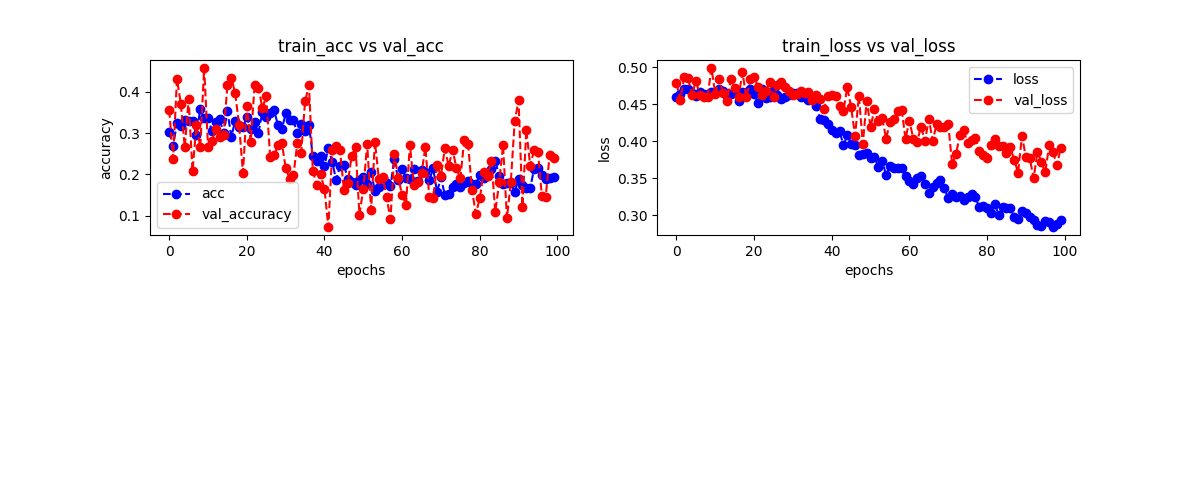 train_acc vs val_acc
accuracy
0.4
0.3
0.2
0.1
acc
val_accuracy
0 20 40 60 80 100
epochs
train_loss vs val_loss
loss
0.50
0.45
0.40
0.35
0.30
loss
val_loss
0 20 40 60 80 100
epochs